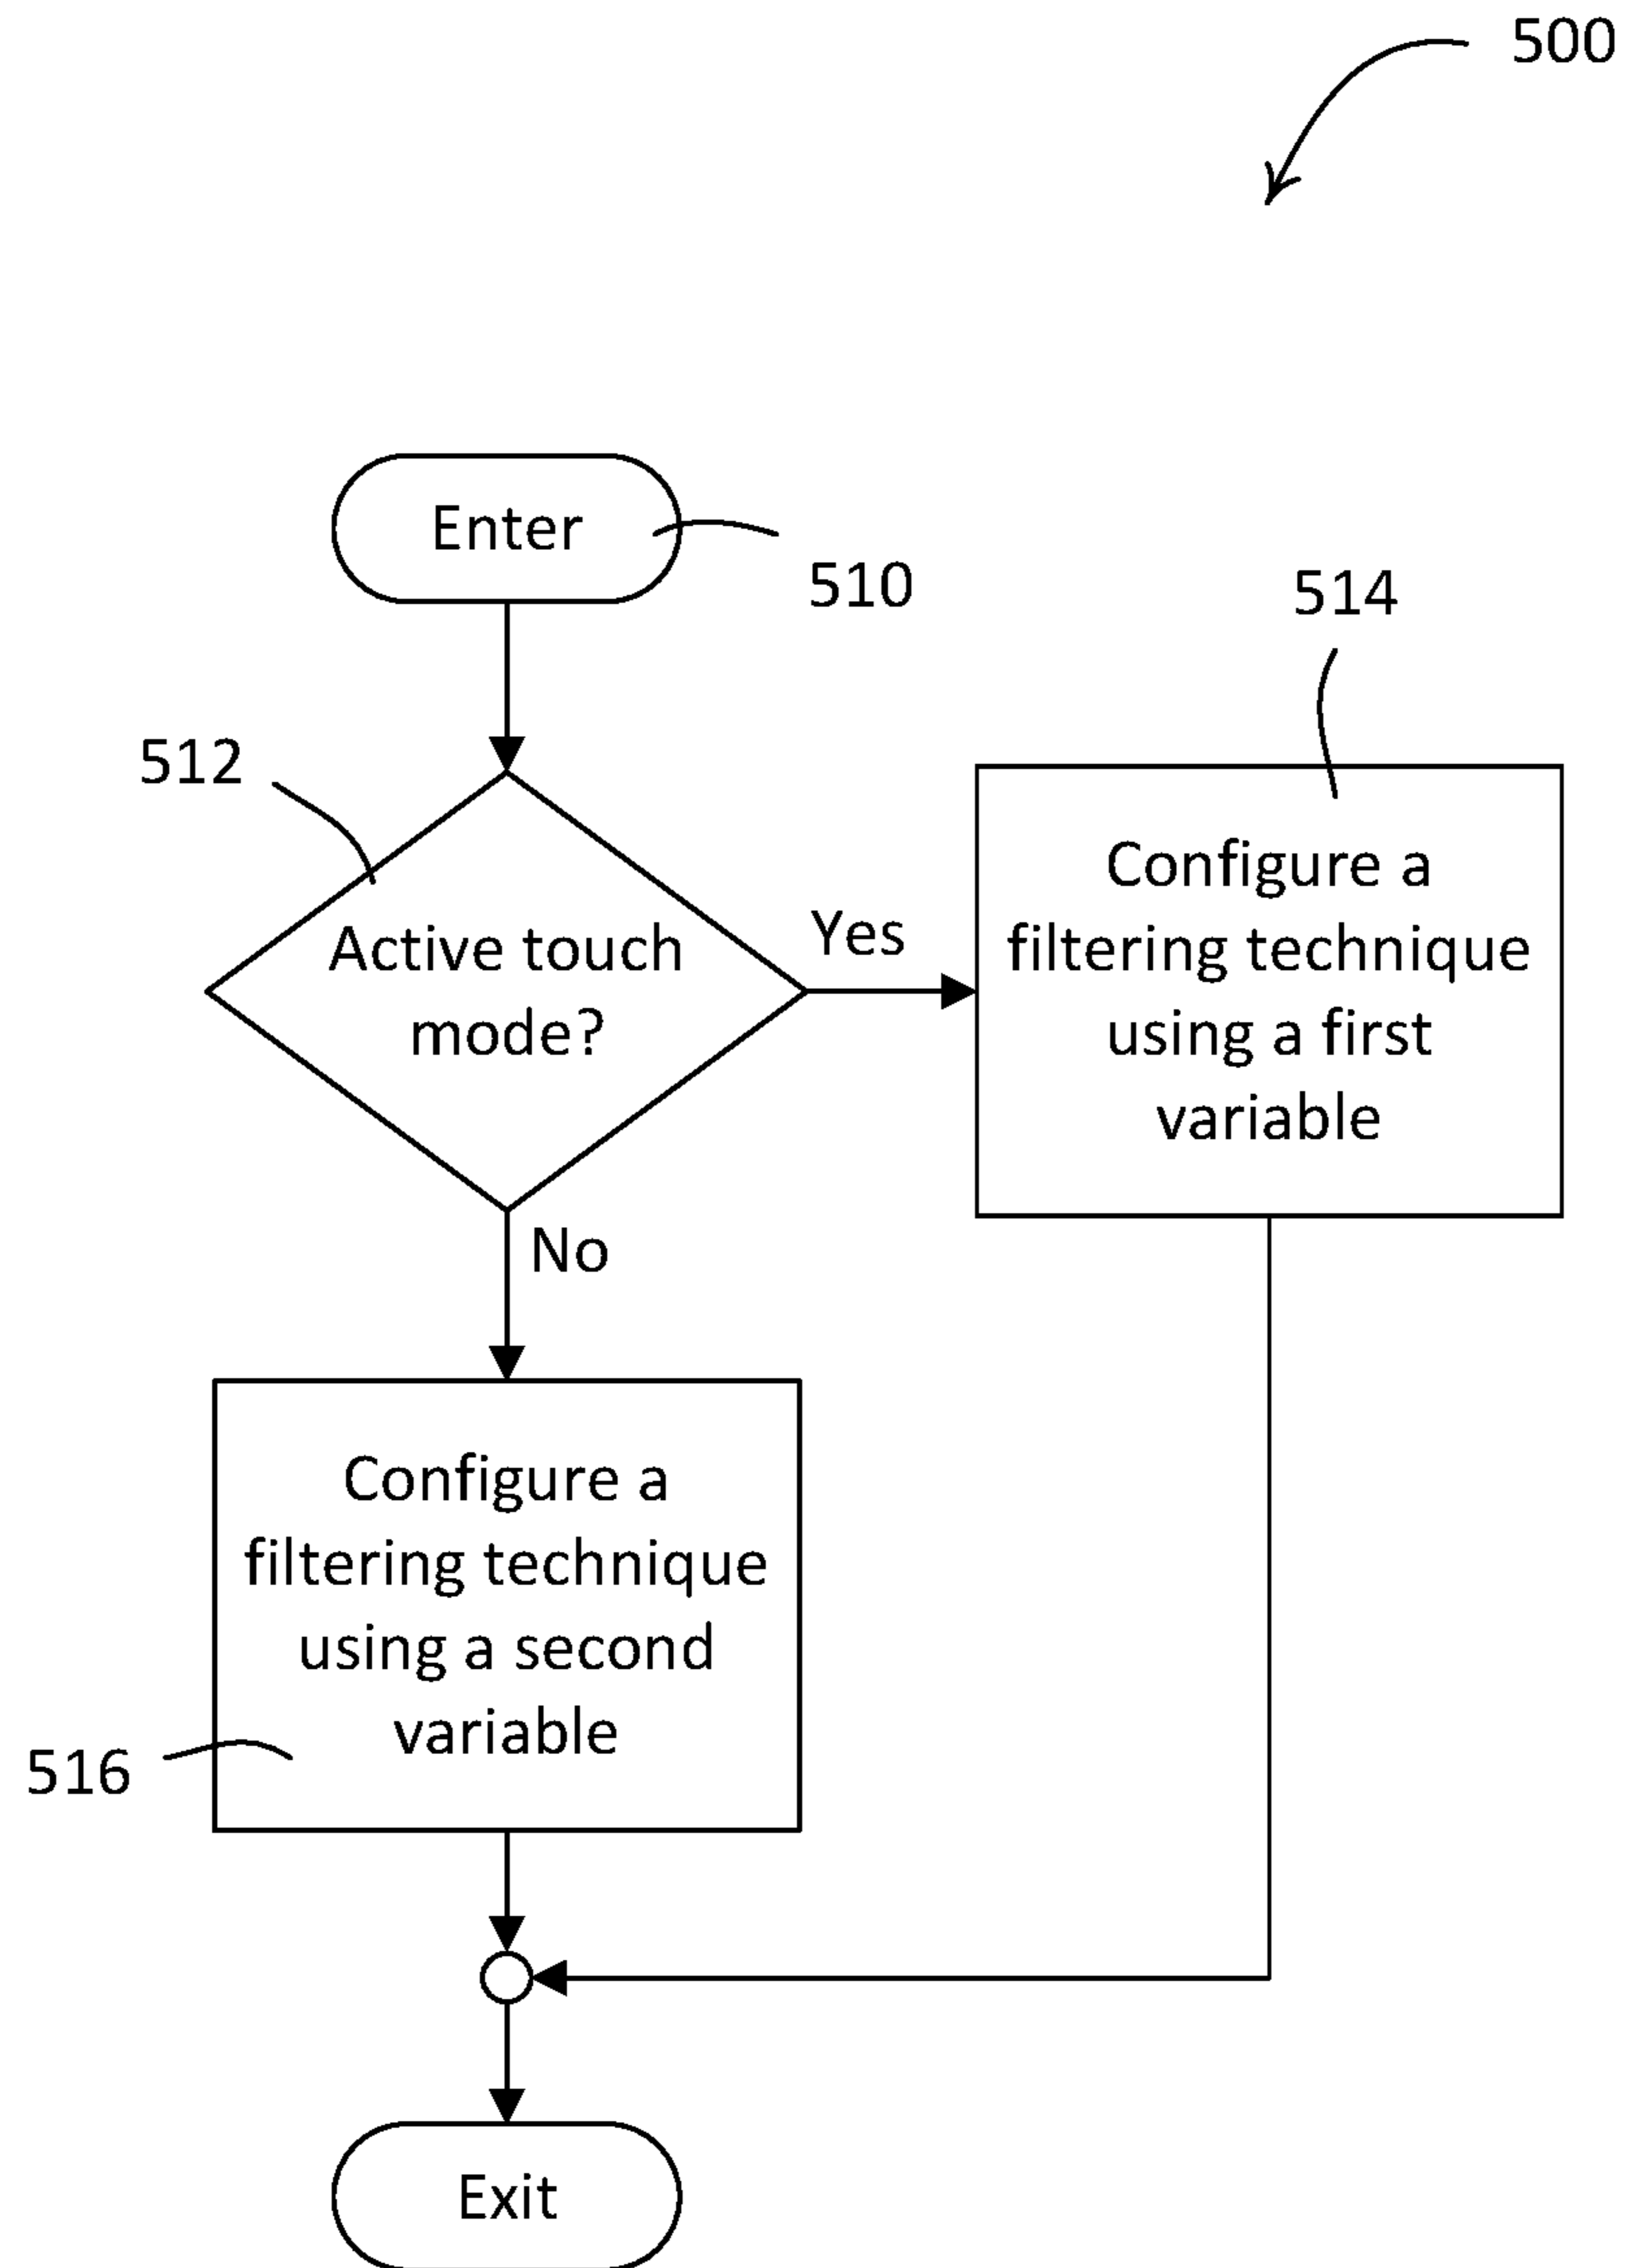 500
Enter
510
514
512
Active touch
mode?
Yes
Configure a
filtering technique
using a first
variable
No
Configure a
filtering technique
using a second
variable
516
Exit